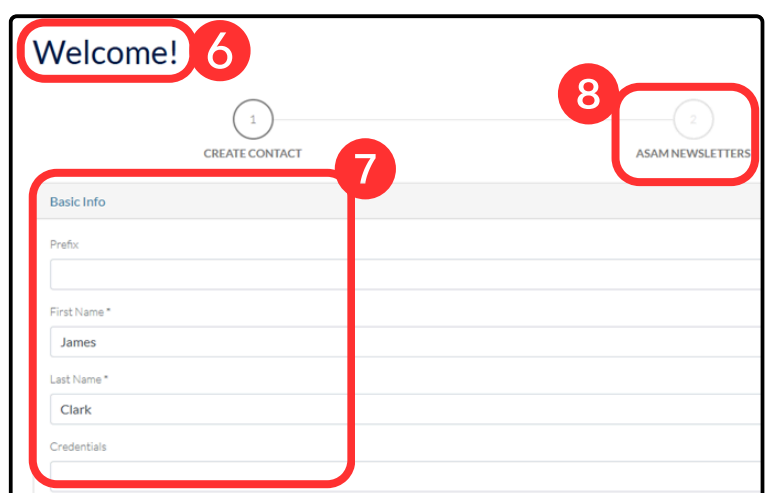 Welcome! 6
8
1 2
CREATE CONTACT ASAM NEWSLETTERS
7
Basic Info
Prefix
First Name *
James
Last Name *
Clark
Credentials